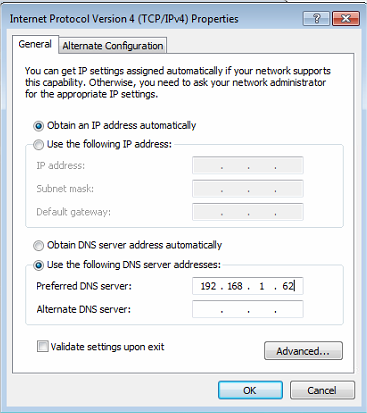 Internet Protocol Version 4 (TCP/IPv4) Properties
General
Alternate Configuration
You can get IP settings assigned automatically if your network supports
this capability. Otherwise, you need to ask your network administrator
for the appropriate IP settings.
Obtain an IP address automatically
Use the following IP address:
IP address:
Subnet mask:
Default gateway:
Obtain DNS server address automatically
Use the following DNS server addresses:
Preferred DNS server: 192 . 168 . 1 . 62
Alternate DNS server:
Validate settings upon exit
Advanced...
OK Cancel